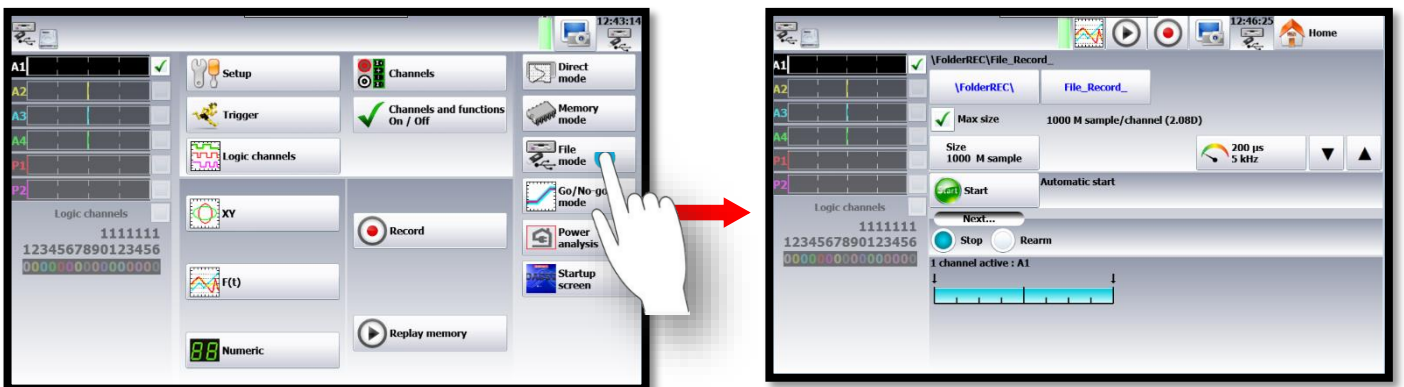 12:43:14
A1
A2
A3
A4
P1
P2
Logic channels
1111111
1234567890123456
0000000000000000
Setup
Trigger
Logic channels
XY
F(t)
Numeric
Channels
Channels and functions
On / Off
Record
Replay memory
Direct
mode
Memory
mode
File
mode
Go/No-go
mode
Power
analysis
Startup
screen
12:46:25
Home
A1
A2
A3
A4
P1
P2
Logic channels
1111111
1234567890123456
0000000000000000
\FolderREC\File_Record_
\FolderREC\
File_Record_
Max size
1000 M sample/channel (2.08D)
Size
1000 M sample
200 µs
5 kHz
Start
Start
Automatic start
Next...
Stop
Rearm
1 channel active : A1